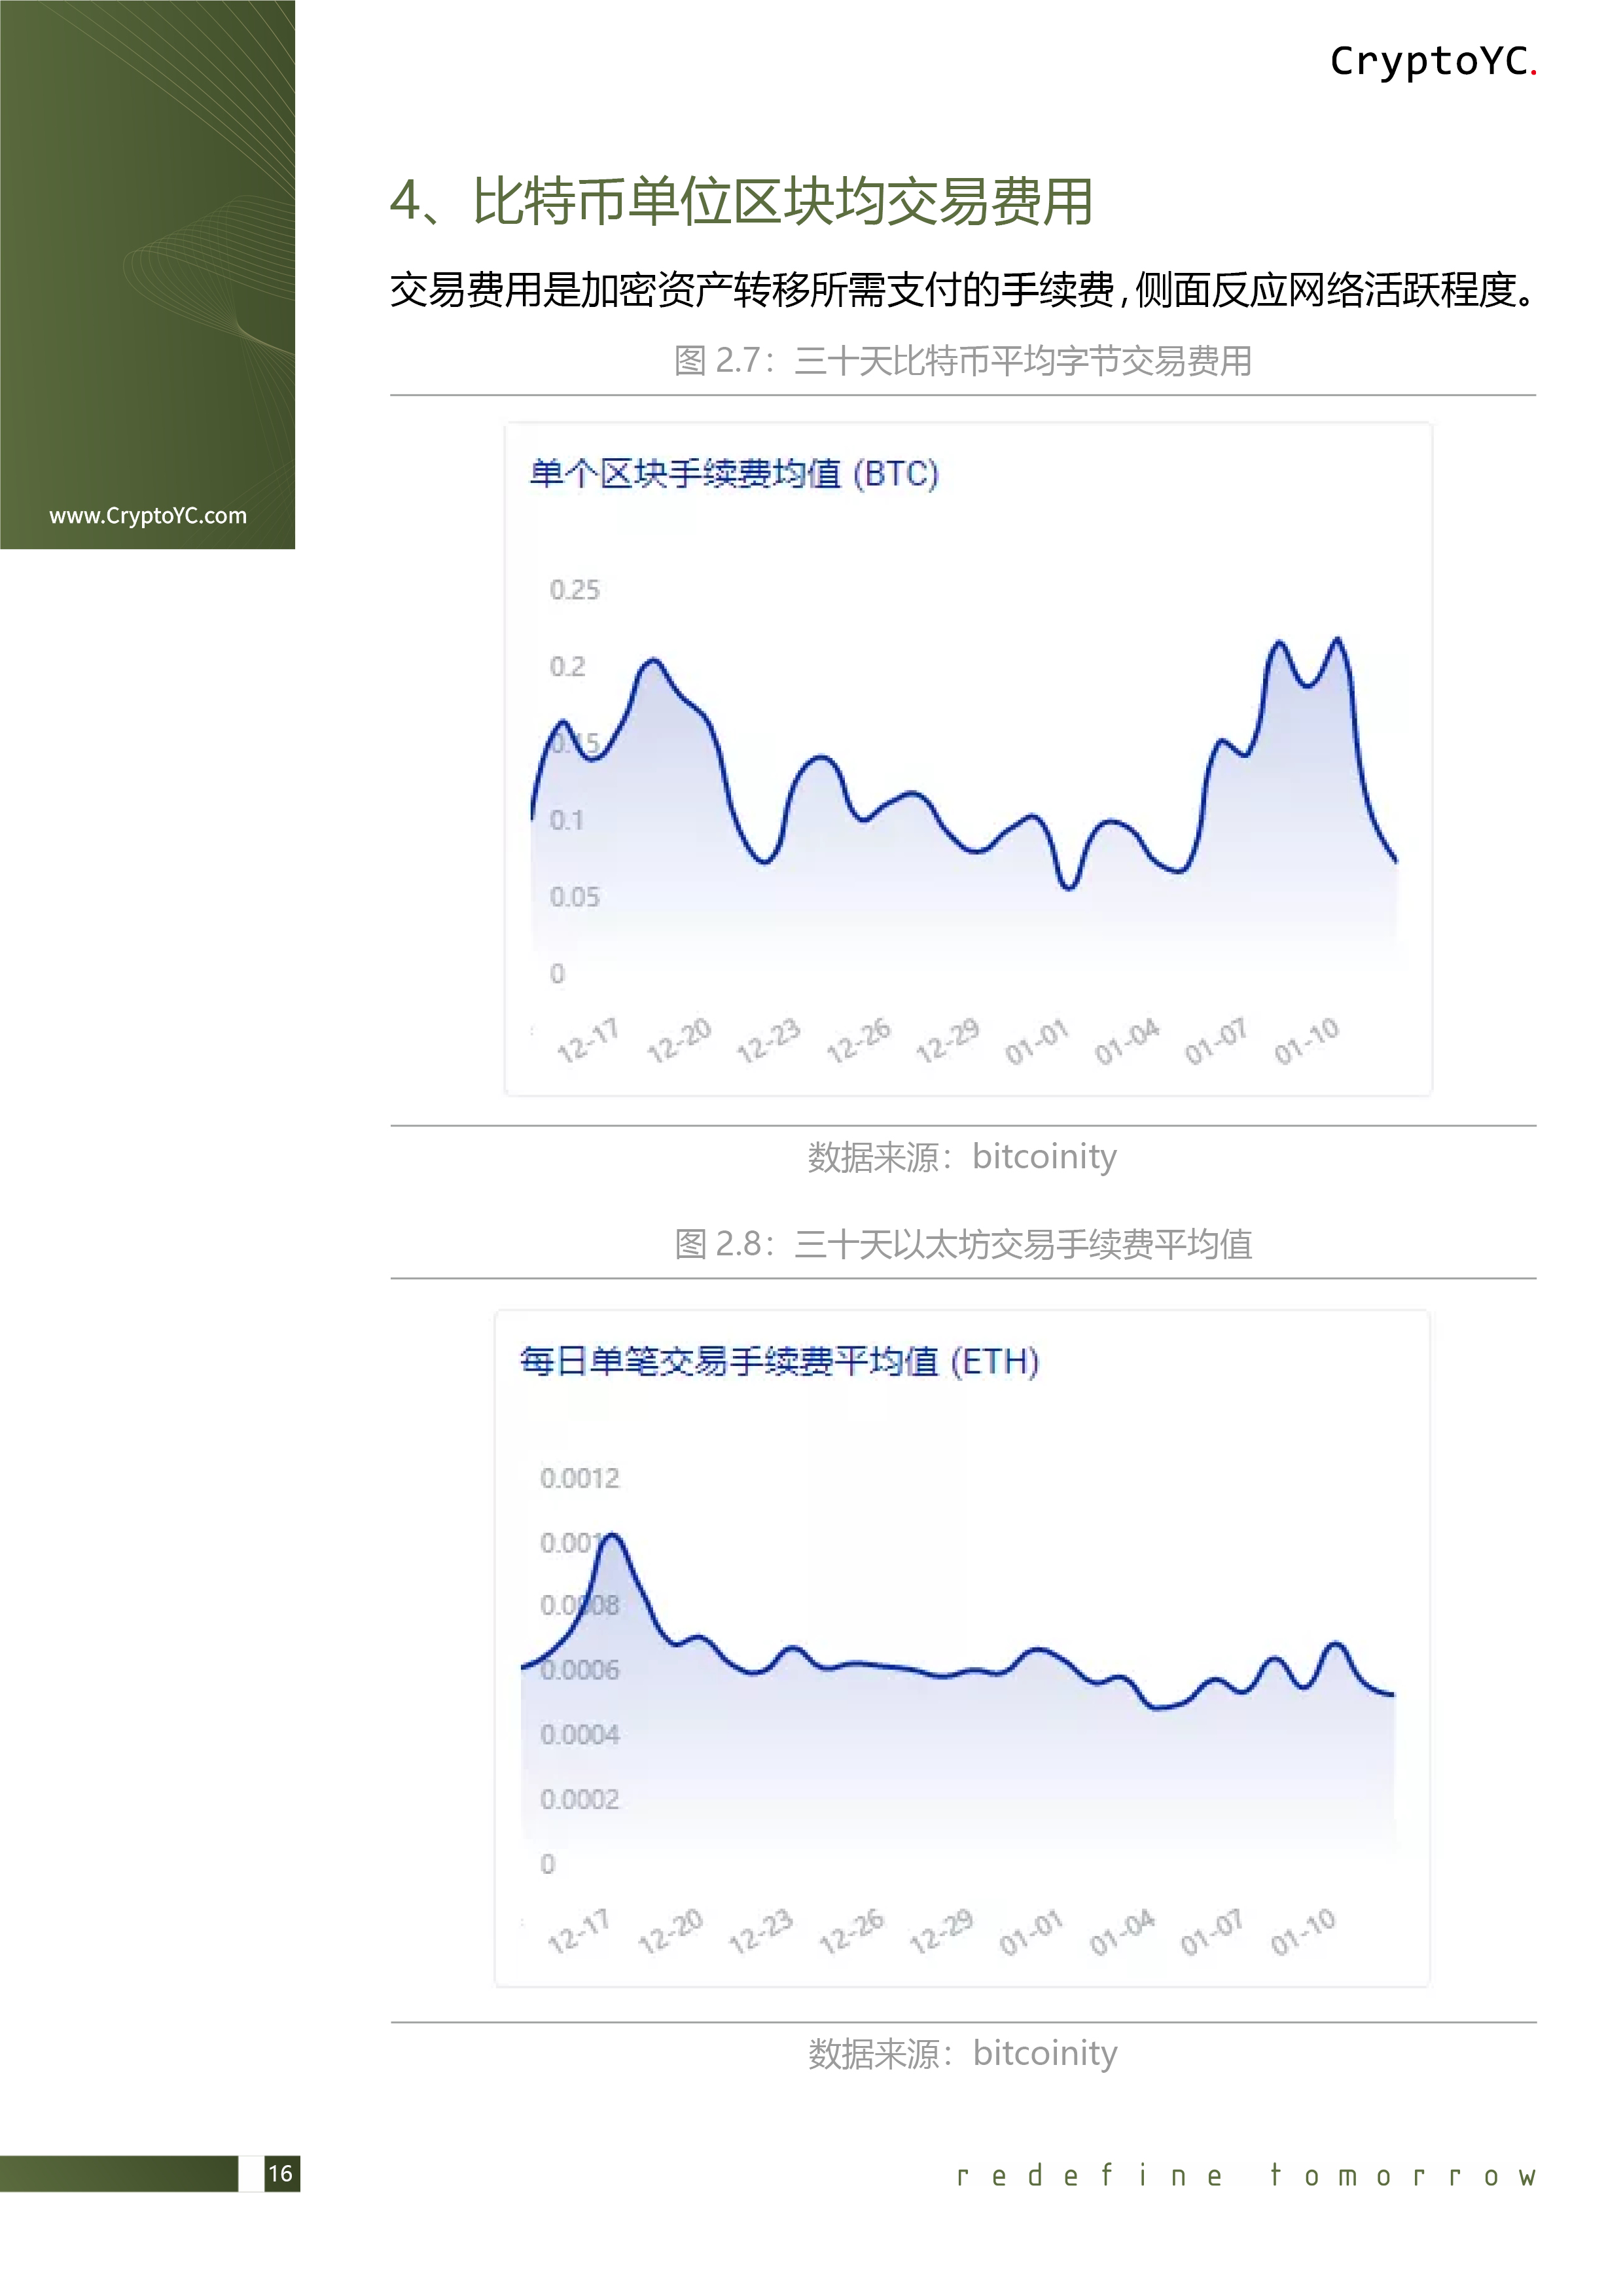 CryptoYC.
www.CryptoYC.com
4、比特币单位区块均交易费用
交易费用是加密资产转移所需支付的手续费,侧面反应网络活跃程度。
图 2.7：三十天比特币平均字节交易费用
单个区块手续费均值 (BTC)
0.25
0.2
0.15
0.1
0.05
0
12-17 12-20 12-23 12-26 12-29 01-01 01-04 01-07 01-10
数据来源：bitcoinity
图 2.8：三十天以太坊交易手续费平均值
每日单笔交易手续费平均值 (ETH)
0.0012
0.001
0.0008
0.0006
0.0004
0.0002
0
12-17 12-20 12-23 12-26 12-29 01-01 01-04 01-07 01-10
数据来源：bitcoinity
16
redefine tomorrow